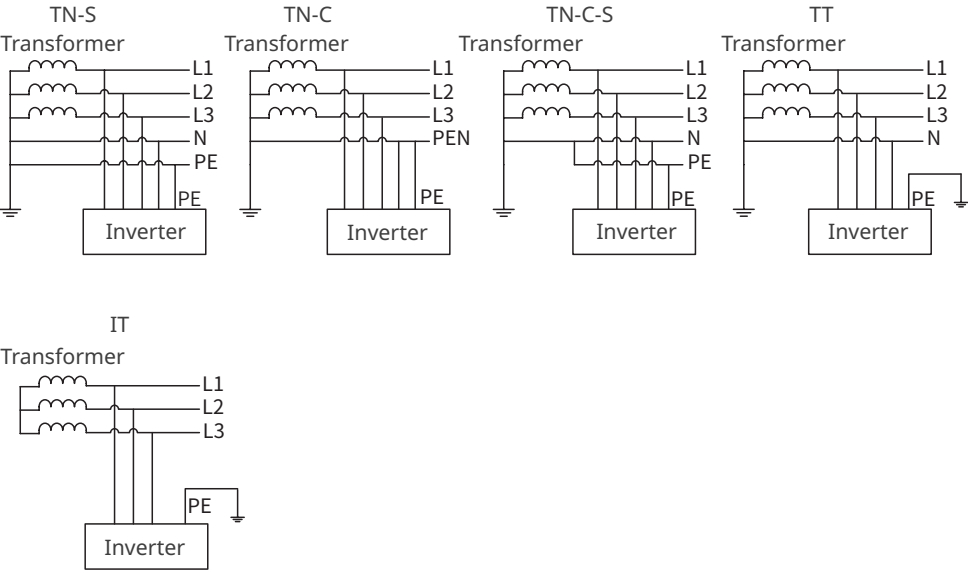 TN-S
Transformer
L1
L2
L3
N
PE
PE
Inverter
TN-C
Transformer
L1
L2
L3
PEN
PE
Inverter
TN-C-S
Transformer
L1
L2
L3
N
PE
PE
Inverter
TT
Transformer
L1
L2
L3
N
PE
Inverter
IT
Transformer
L1
L2
L3
PE
Inverter